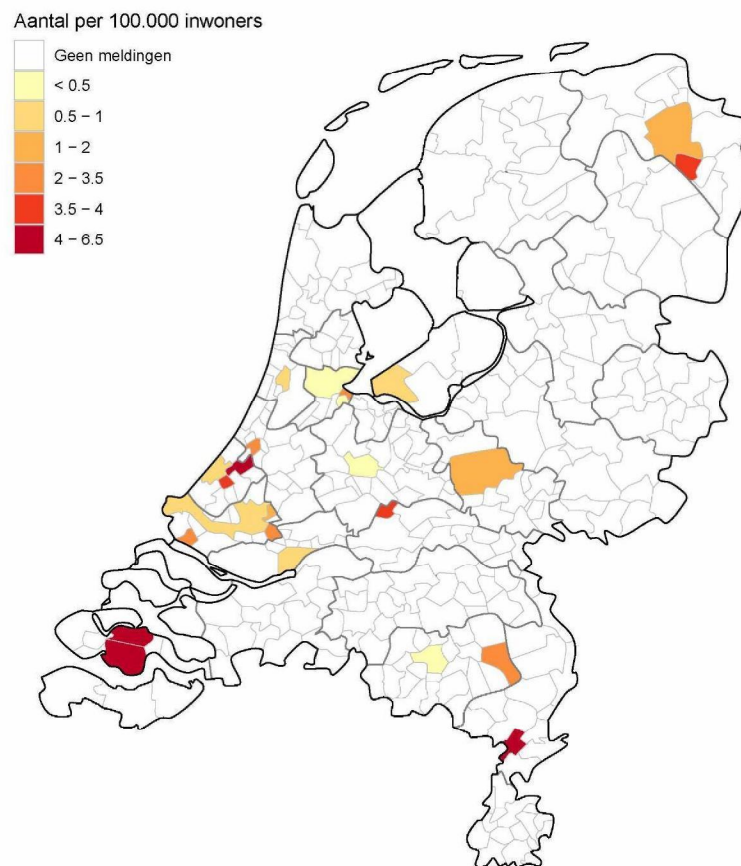 Aantal per 100.000 inwoners
Geen meldingen
< 0.5
0.5 – 1
1 – 2
2 – 3.5
3.5 – 4
4 – 6.5